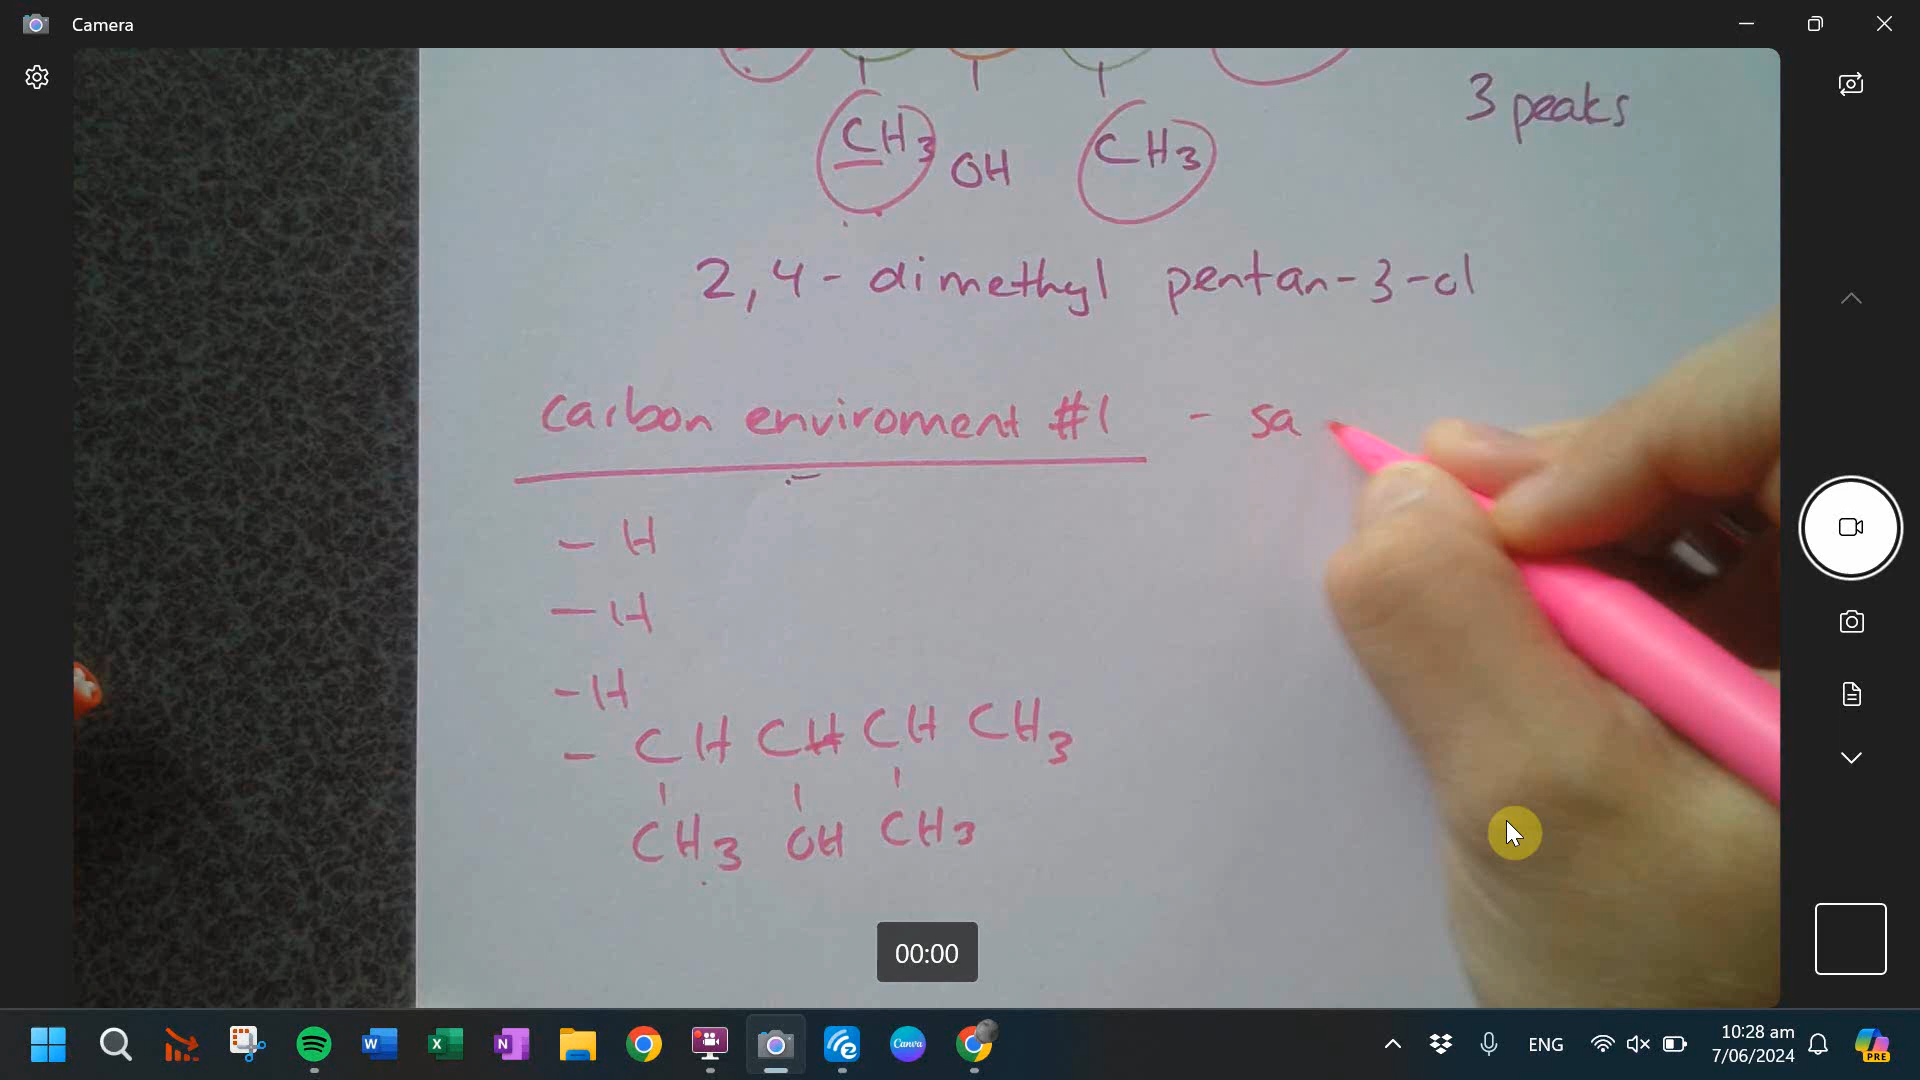 Camera
3 peaks
CH3 OH CH3
2,4-dimethyl pentan-3-ol
carbon enviroment #1 - sa
- H
- H
- H
- CH CH CH CH3
CH3 OH CH3
00:00
ENG
10:28 am
7/06/2024
PRE